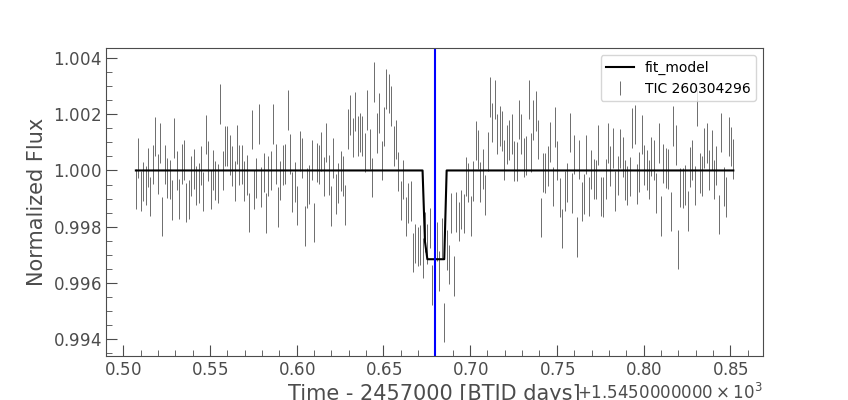 1.004
1.002
1.000
0.998
0.996
0.994
Normalized Flux
fit_model
TIC 260304296
0.50 0.55 0.60 0.65 0.70 0.75 0.80 0.85
Time - 2457000 [BTJD days]
+1.5450000000 × 10³